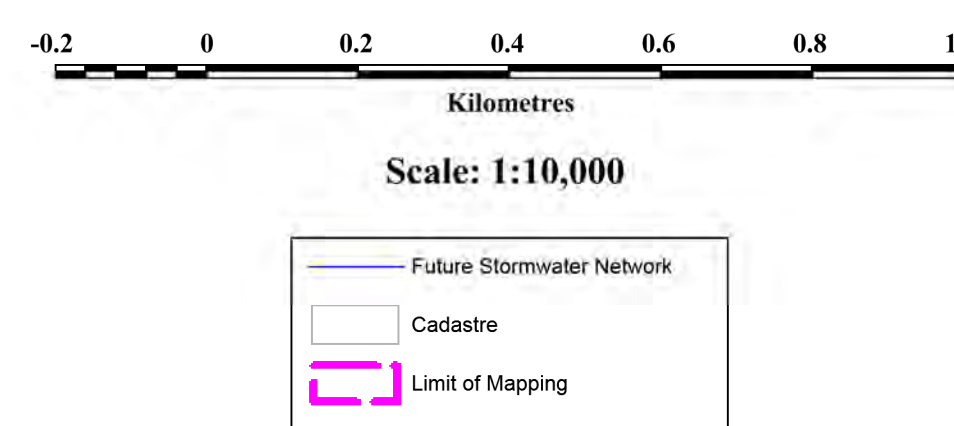 -0.2 0 0.2 0.4 0.6 0.8 1
Kilometres
Scale: 1:10,000
Future Stormwater Network
Cadastre
Limit of Mapping